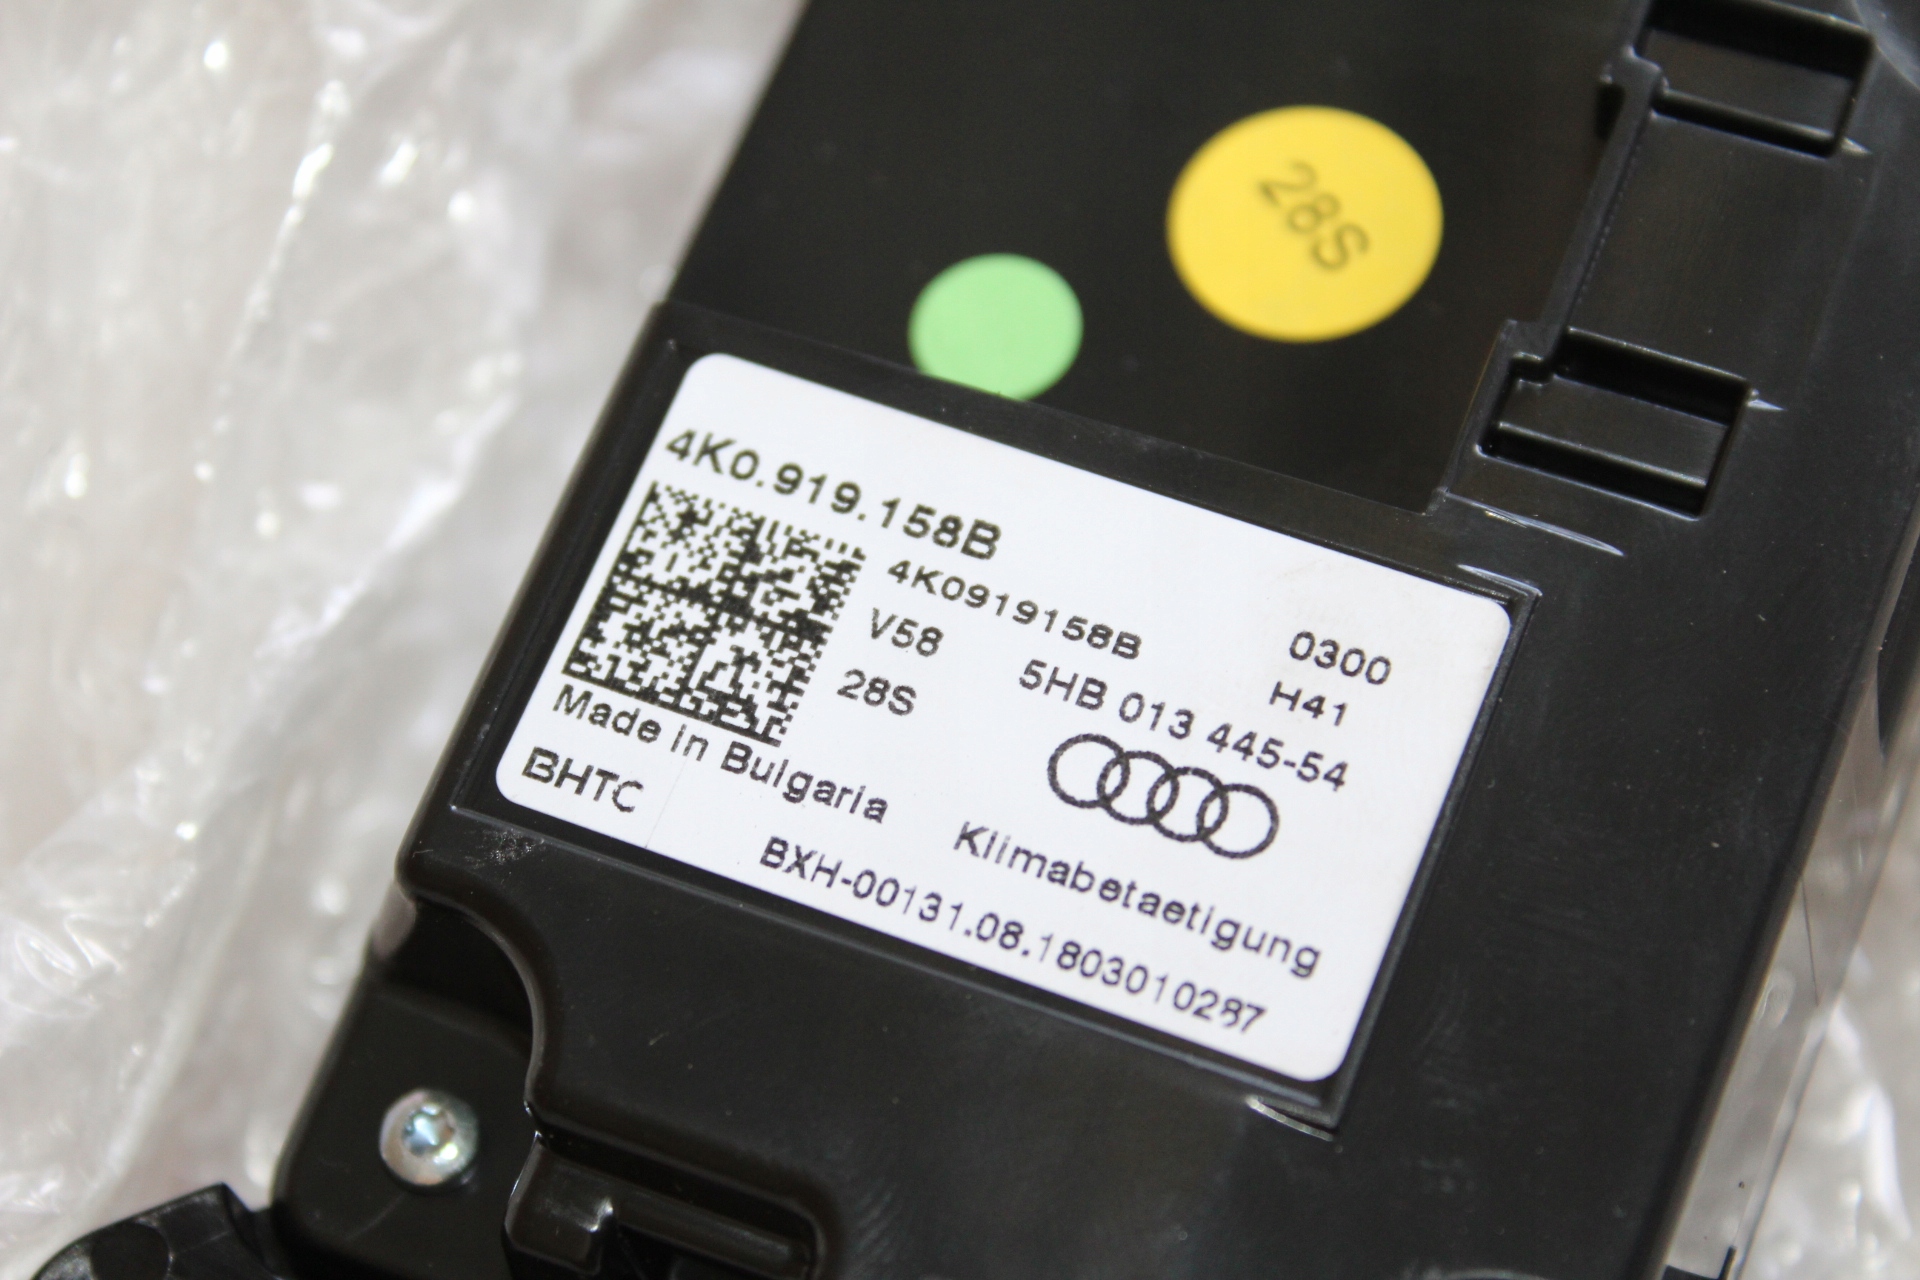 28S
4K0.919.158B
4K0919158B 0300
V58 5HB 013 445-54 H41
28S
Made in Bulgaria
BHTC Klimabetaetigung
BXH-00131.08.1803010287